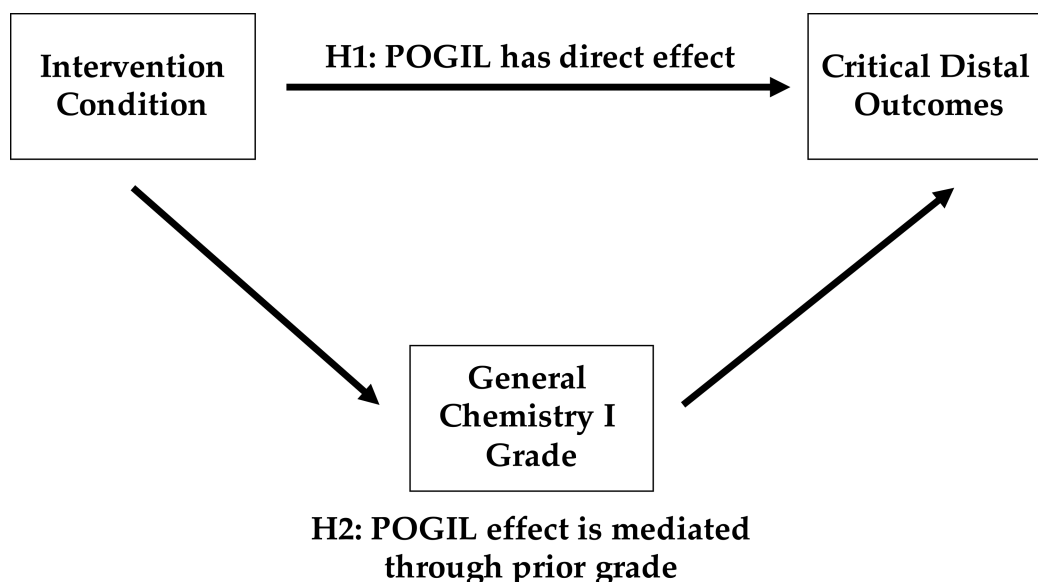 Intervention
Condition
H1: POGIL has direct effect
Critical Distal
Outcomes
General
Chemistry I
Grade
H2: POGIL effect is mediated
through prior grade